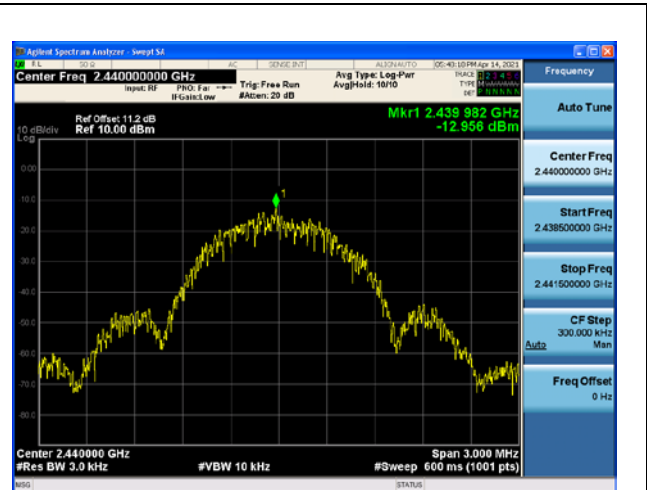 Agilent Spectrum Analyzer - Swept SA
RL 50 Ω AC SENSE:INT ALIGNAUTO 05:40:10 PM Apr 14, 2021
Center Freq 2.440000000 GHz
Input: RF PNO: Far IFGain:Low
Trig: Free Run
#Atten: 20 dB
Avg Type: Log-Pwr
Avg|Hold: 10/10
TRACE 1 2 3 4 5 6
TYPE
DET P N N N N N
Frequency
Mkr1 2.439 982 GHz
-12.956 dBm
Ref Offset 11.2 dB
10 dB/div Ref 10.00 dBm
Log
Auto Tune
Center Freq
2.440000000 GHz
Start Freq
2.438500000 GHz
Stop Freq
2.441500000 GHz
CF Step
300.000 kHz
Auto Man
Freq Offset
0 Hz
1
0.00
-10.0
-20.0
-30.0
-40.0
-50.0
-60.0
-70.0
-80.0
Center 2.440000 GHz Span 3.000 MHz
#Res BW 3.0 kHz #VBW 10 kHz #Sweep 600 ms (1001 pts)
MSG STATUS